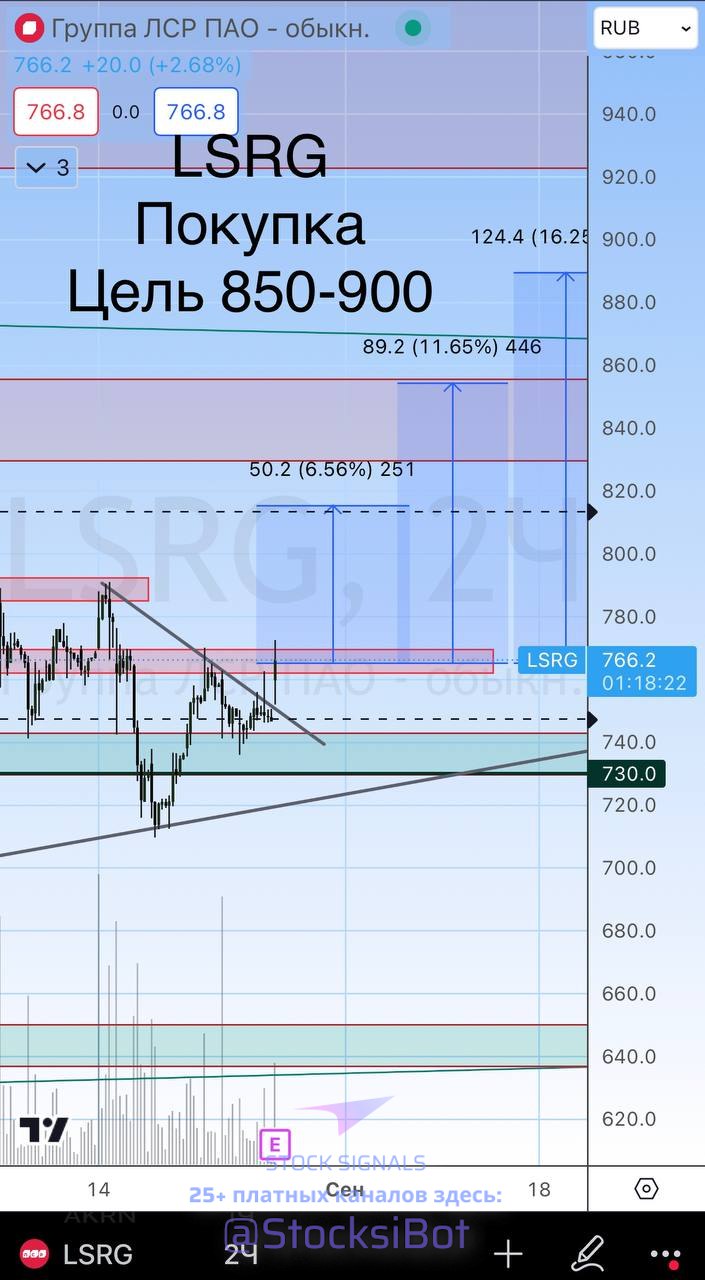 Группа ЛСР ПАО - обыкн.
RUB
766.2 +20.0 (+2.68%)
766.8
0.0
766.8
3
LSRG
Покупка
Цель 850-900
124.4 (16.25
89.2 (11.65%) 446
50.2 (6.56%) 251
LSRG, 2Ч
Группа ЛСР ПАО - обыкн.
940.0
920.0
900.0
880.0
860.0
840.0
820.0
800.0
780.0
LSRG
766.2
01:18:22
740.0
730.0
720.0
700.0
680.0
660.0
640.0
620.0
E
STOCK SIGNALS
14
Сен
18
25+ платных каналов здесь:
@StocksiBot
AKRN
LSRG
2Ч